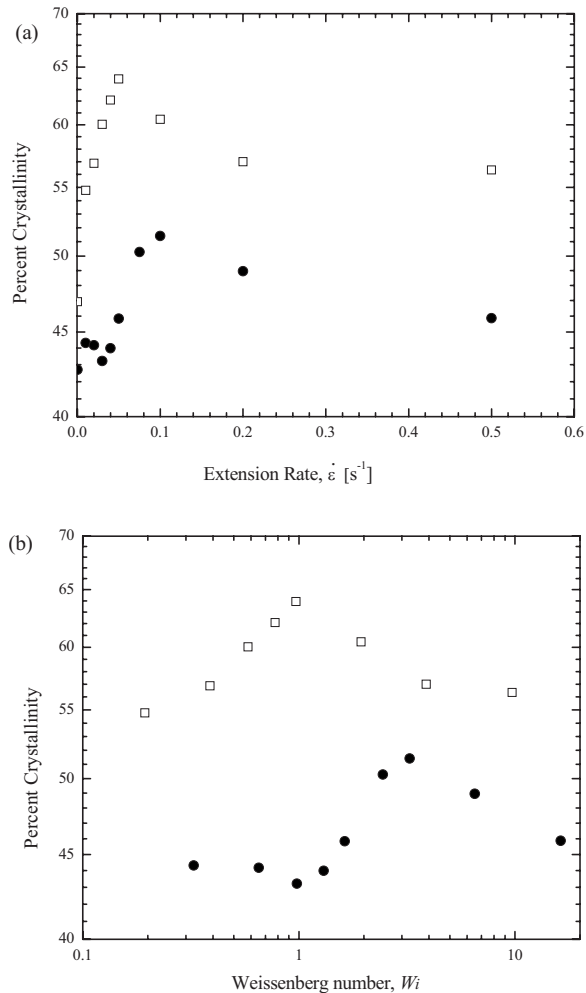 (a)
70
65
60
55
50
45
40
Percent Crystallinity
0.0 0.1 0.2 0.3 0.4 0.5 0.6
Extension Rate, ε̇ [s⁻¹]
(b)
70
65
60
55
50
45
40
Percent Crystallinity
0.1 1 10
Weissenberg number, Wi